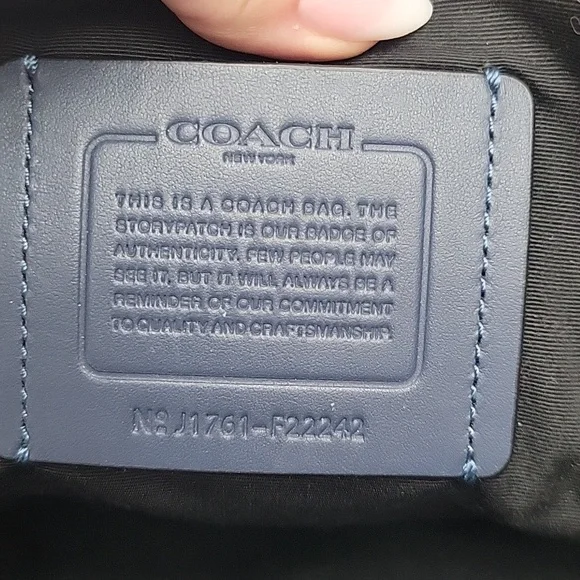 COACH
NEW YORK
THIS IS A COACH BAG. THE
STORYPATCH IS OUR BADGE OF
AUTHENTICITY. FEW PEOPLE MAY
SEE IT, BUT IT WILL ALWAYS BE A
REMINDER OF OUR COMMITMENT
TO QUALITY AND CRAFTSMANSHIP.
Nº J1761-F22242